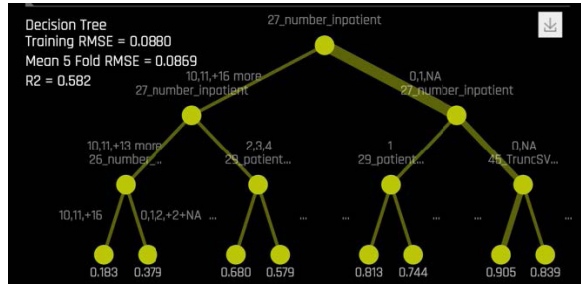 27_number_inpatient
Decision Tree
Training RMSE = 0.0880
Mean 5 Fold RMSE = 0.0869
R2 = 0.582
10,11,+16 more
0,1,NA
27_number_inpatient
27_number_inpatient
10,11,+13 more
2,3,4
1
0,NA
26_number_...
29_patient...
29_patient...
45_TruncSV...
10,11,+16
0,1,2,+2+NA
...
...
...
...
...
...
0.183
0.379
0.680
0.579
0.813
0.744
0.905
0.839